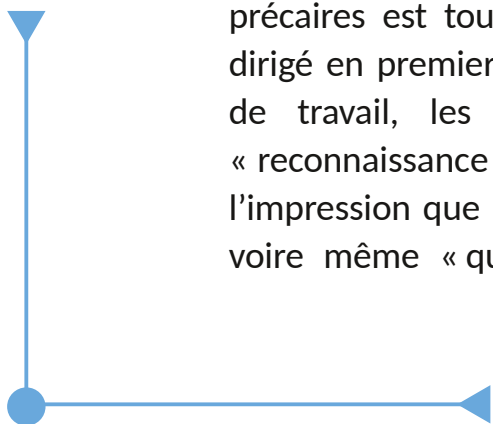 précaires est
dirigé en premier
de travail, les
« reconnaissance
l’impression que
voire même «